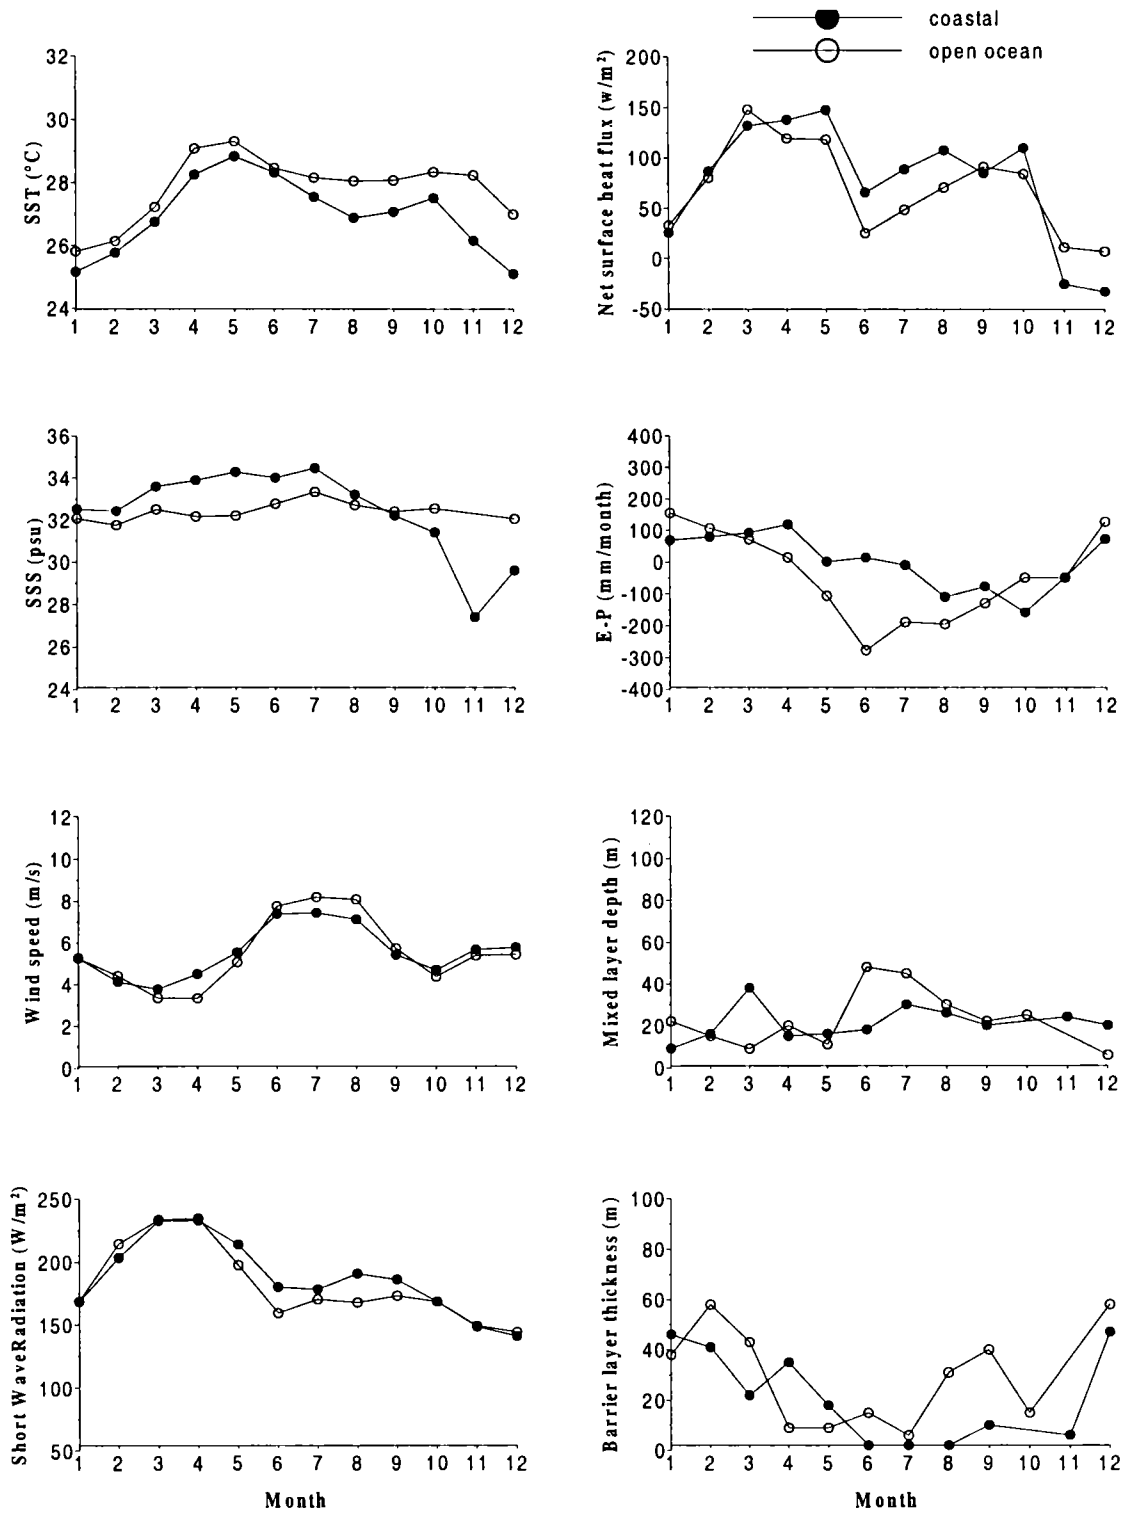 coastal
open ocean
SST (°C)
32
30
28
26
24
1 2 3 4 5 6 7 8 9 10 11 12
Net surface heat flux (w/m²)
200
150
100
50
0
-50
1 2 3 4 5 6 7 8 9 10 11 12
SSS (psu)
36
34
32
30
28
26
24
1 2 3 4 5 6 7 8 9 10 11 12
E-P (mm/month)
400
300
200
100
0
-100
-200
-300
-400
1 2 3 4 5 6 7 8 9 10 11 12
Wind speed (m/s)
12
10
8
6
4
2
0
1 2 3 4 5 6 7 8 9 10 11 12
Mixed layer depth (m)
120
100
80
60
40
20
0
1 2 3 4 5 6 7 8 9 10 11 12
Short WaveRadiation (W/m²)
250
200
150
100
50
1 2 3 4 5 6 7 8 9 10 11 12
Month
Barrier layer thickness (m)
100
80
60
40
20
0
1 2 3 4 5 6 7 8 9 10 11 12
Month